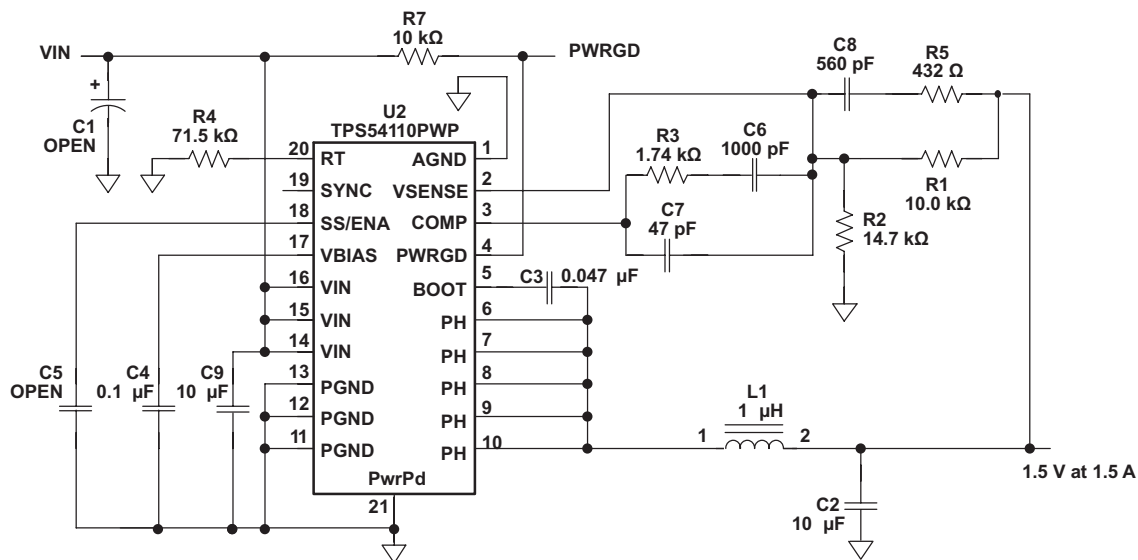 VIN
R7
10 kΩ
PWRGD
+
C1
OPEN
R4
71.5 kΩ
U2
TPS54110PWP
20
RT
19
SYNC
18
SS/ENA
17
VBIAS
16
VIN
15
VIN
14
VIN
13
PGND
12
PGND
11
PGND
PwrPd
21
AGND
1
VSENSE
2
COMP
3
PWRGD
4
BOOT
5
PH
6
PH
7
PH
8
PH
9
PH
10
C8
560 pF
R5
432 Ω
R3
1.74 kΩ
C6
1000 pF
C7
47 pF
R1
10.0 kΩ
R2
14.7 kΩ
C3 0.047 µF
C5
OPEN
C4
0.1 µF
C9
10 µF
L1
1 µH
1
2
C2
10 µF
1.5 V at 1.5 A